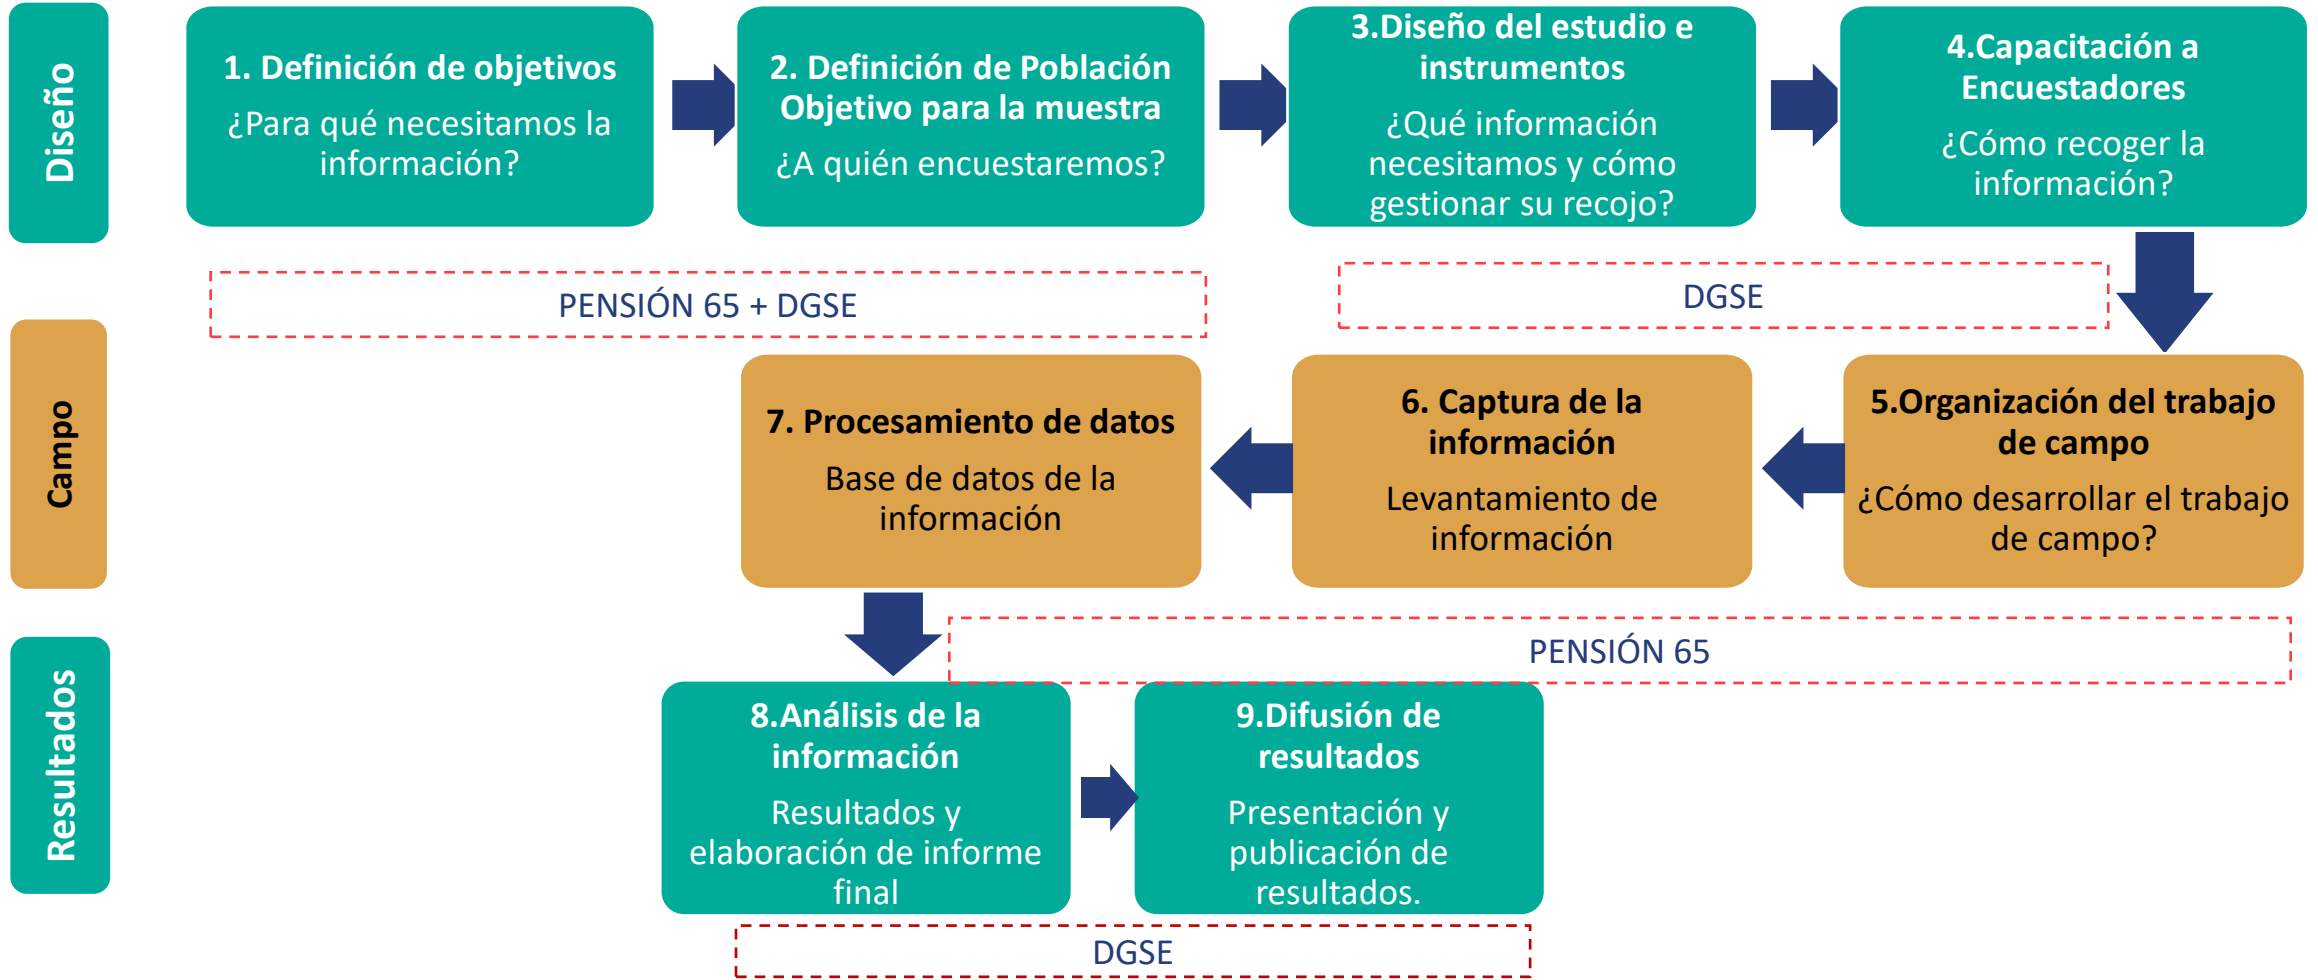 Diseño
1. Definición de objetivos
¿Para qué necesitamos la
información?
2. Definición de Población
Objetivo para la muestra
¿A quién encuestaremos?
3.Diseño del estudio e
instrumentos
¿Qué información
necesitamos y cómo
gestionar su recojo?
4.Capacitación a
Encuestadores
¿Cómo recoger la
información?
PENSIÓN 65 + DGSE
DGSE
Campo
7. Procesamiento de datos
Base de datos de la
información
6. Captura de la
información
Levantamiento de
información
5.Organización del trabajo
de campo
¿Cómo desarrollar el trabajo
de campo?
PENSIÓN 65
Resultados
8.Análisis de la
información
Resultados y
elaboración de informe
final
9.Difusión de
resultados
Presentación y
publicación de
resultados.
DGSE